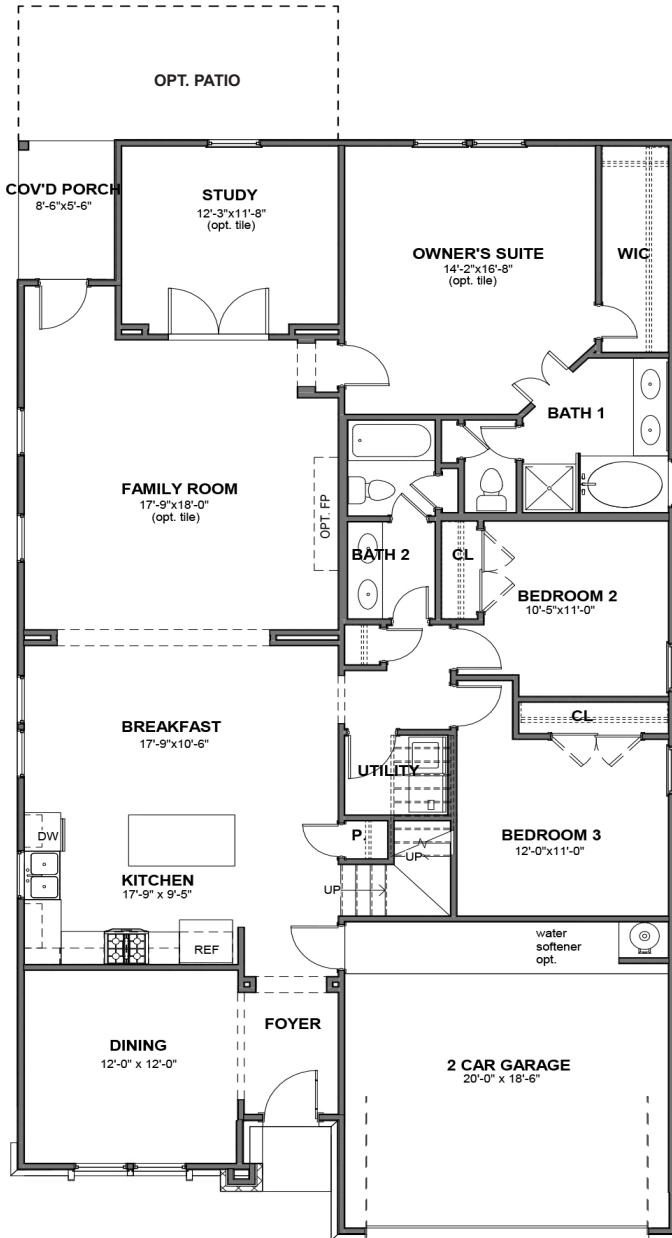 OPT. PATIO
COV'D PORCH
8'-6"x5'-6"
STUDY
12'-3"x11'-8"
(opt. tile)
OWNER'S SUITE
14'-2"x16'-8"
(opt. tile)
WIC
BATH 1
FAMILY ROOM
17'-9"x18'-0"
(opt. tile)
OPT. FP
BATH 2
CL
BEDROOM 2
10'-5"x11'-0"
CL
BREAKFAST
17'-9"x10'-6"
UTILITY
DW
P.
UP
BEDROOM 3
12'-0"x11'-0"
KITCHEN
17'-9" x 9'-5"
UP
REF
water
softener
opt.
FOYER
DINING
12'-0" x 12'-0"
2 CAR GARAGE
20'-0" x 18'-6"